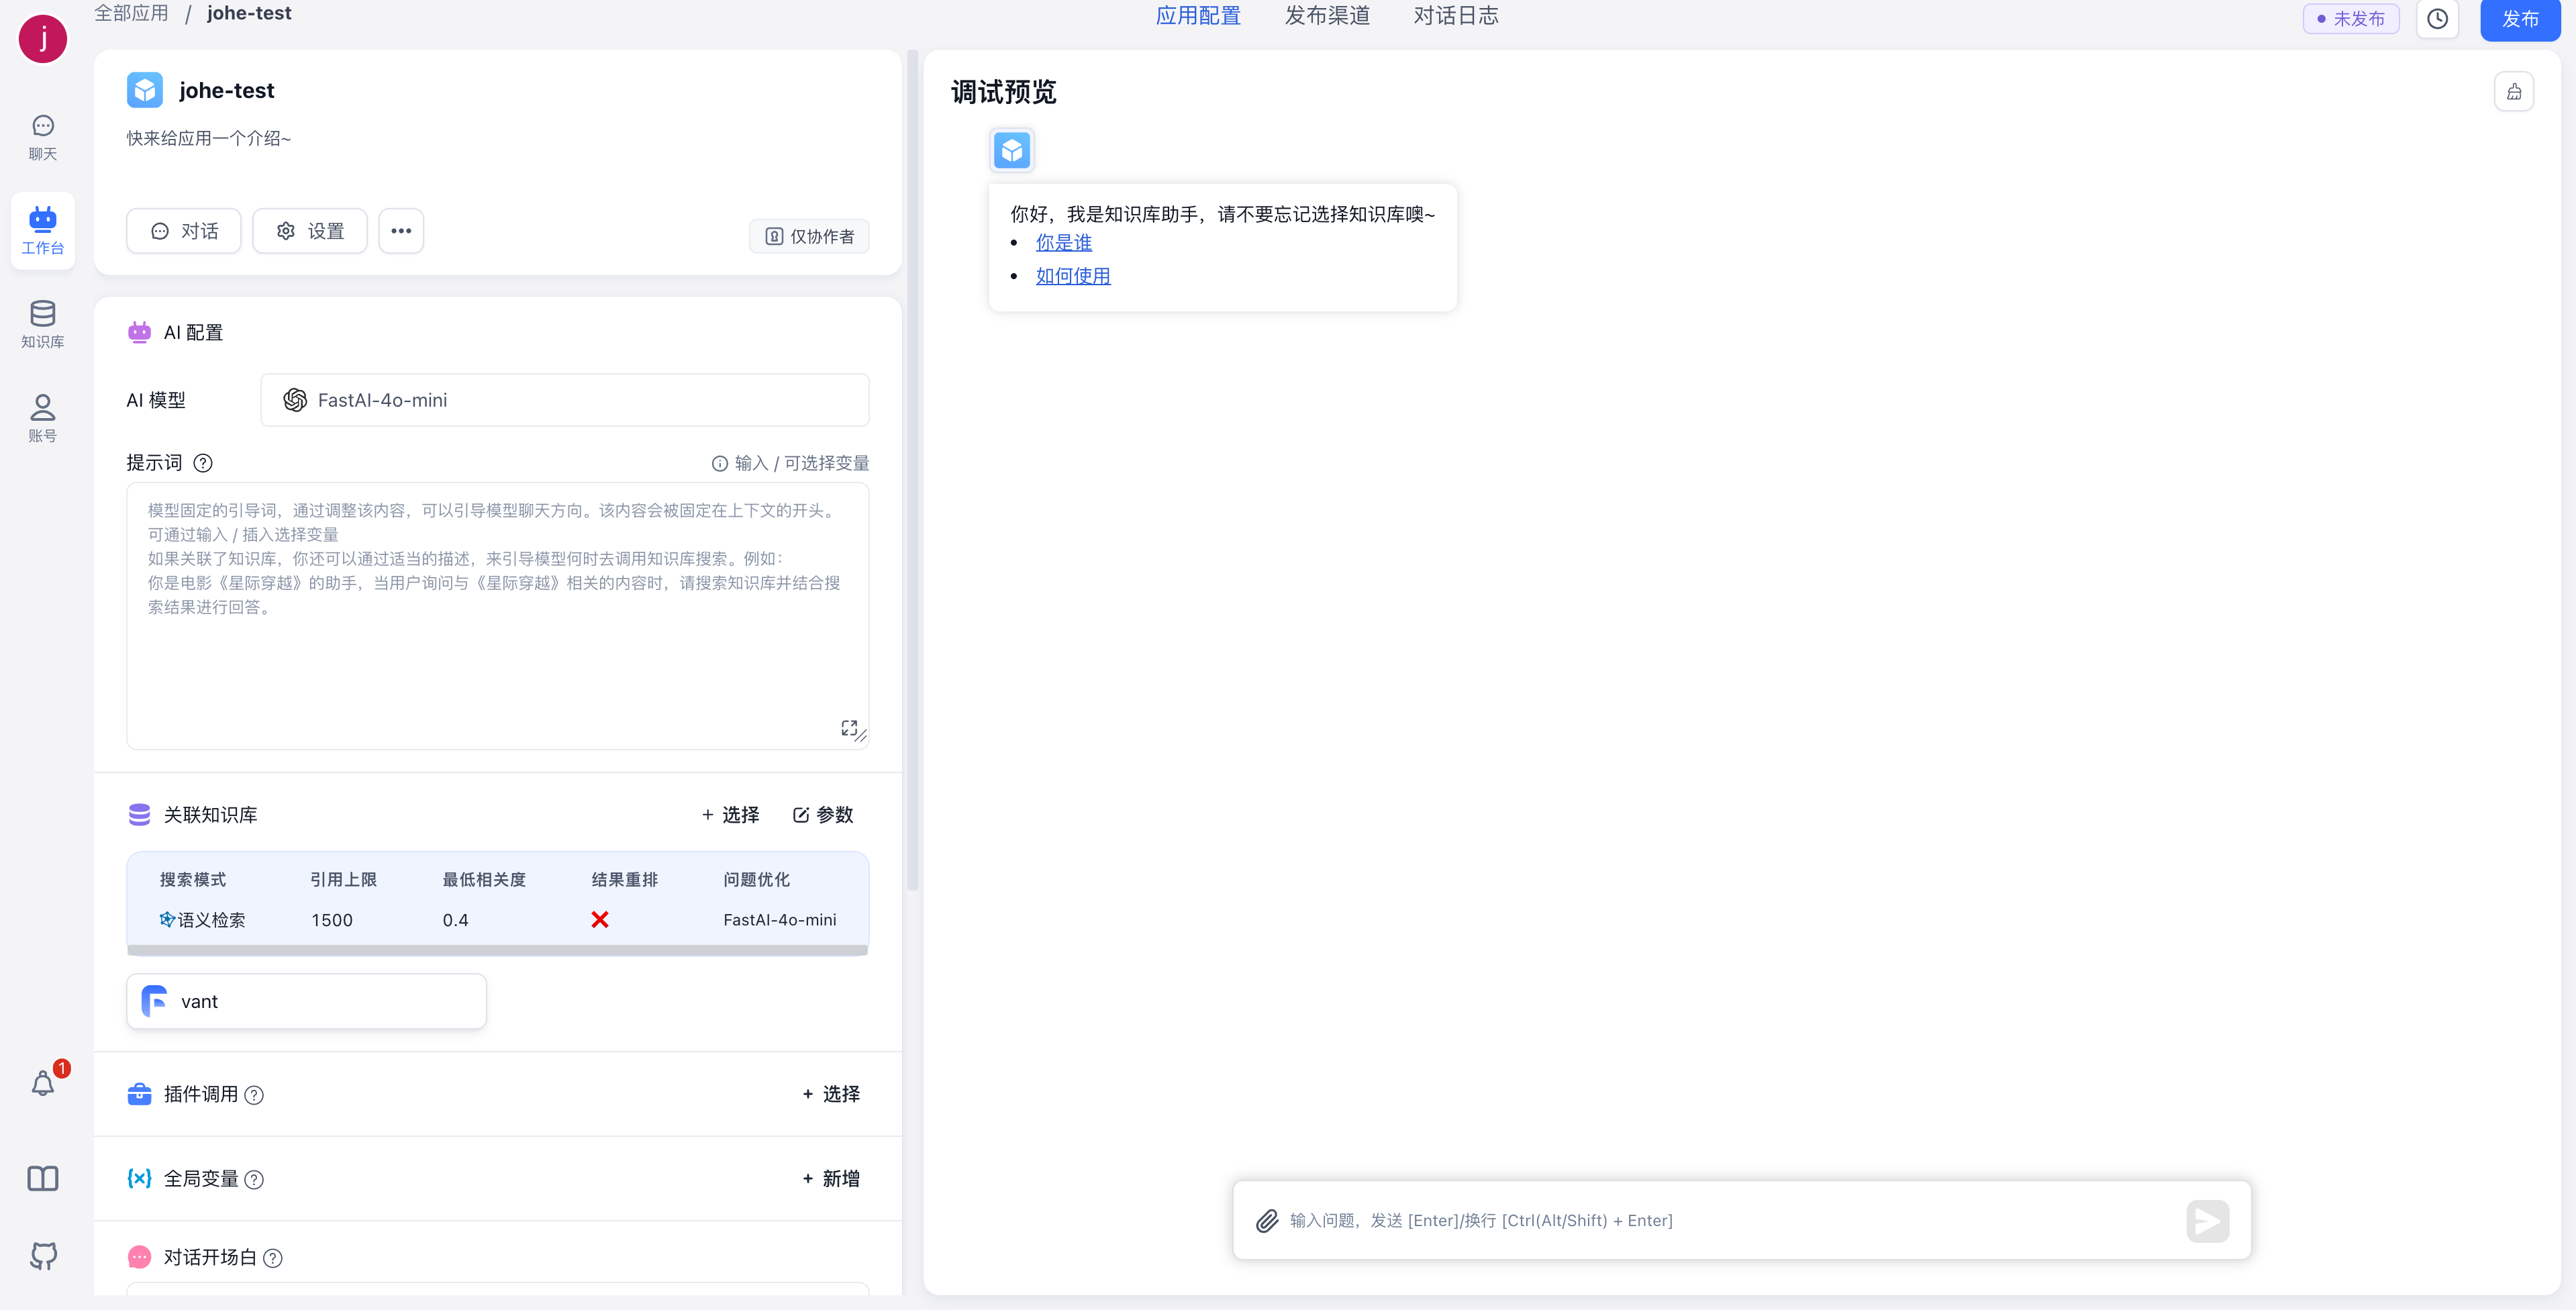 j
全部应用 / johe-test
应用配置 发布渠道 对话日志
未发布
发布
聊天
工作台
知识库
账号
1
johe-test
快来给应用一个介绍~
对话 设置 •••
仅协作者
AI 配置
AI 模型 FastAI-4o-mini
提示词 ? 输入 / 可选择变量
模型固定的引导词，通过调整该内容，可以引导模型聊天方向。该内容会被固定在上下文的开头。
可通过输入 / 插入选择变量
如果关联了知识库，你还可以通过适当的描述，来引导模型何时去调用知识库搜索。例如：
你是电影《星际穿越》的助手，当用户询问与《星际穿越》相关的内容时，请搜索知识库并结合搜
索结果进行回答。
关联知识库 + 选择 参数
搜索模式 引用上限 最低相关度 结果重排 问题优化
语义检索 1500 0.4 ❌ FastAI-4o-mini
vant
插件调用 ? + 选择
{x} 全局变量 ? + 新增
对话开场白 ?
调试预览
你好，我是知识库助手，请不要忘记选择知识库噢~
• 你是谁
• 如何使用
输入问题，发送 [Enter]/换行 [Ctrl(Alt/Shift) + Enter]